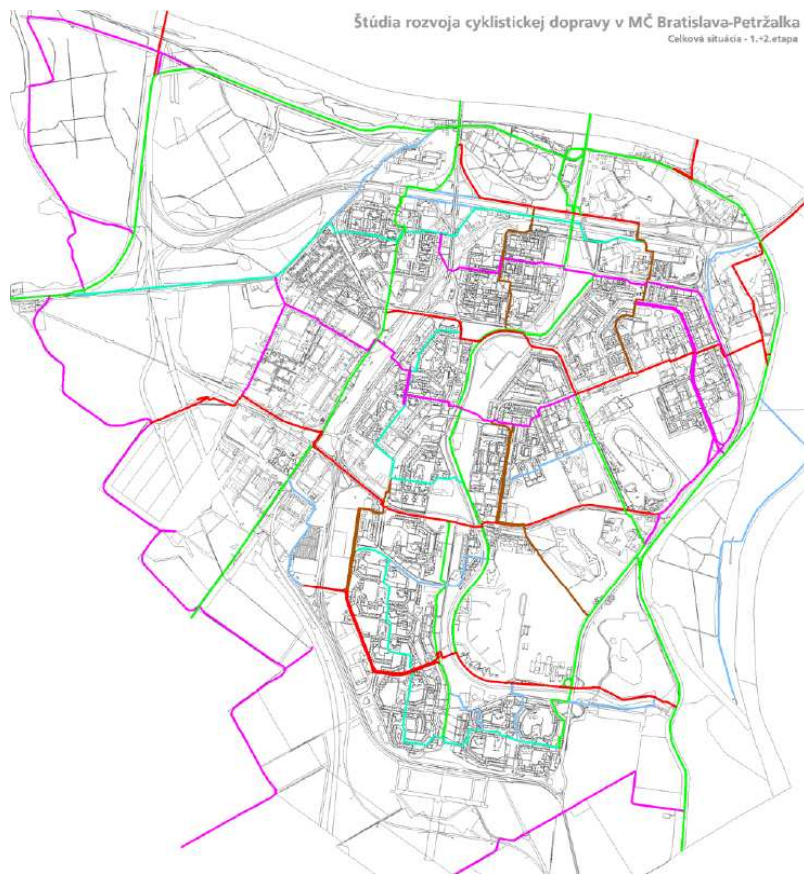 Štúdia rozvoja cyklistickej dopravy v MČ Bratislava-Petržalka
Celková situácia - 1.+2.etapa